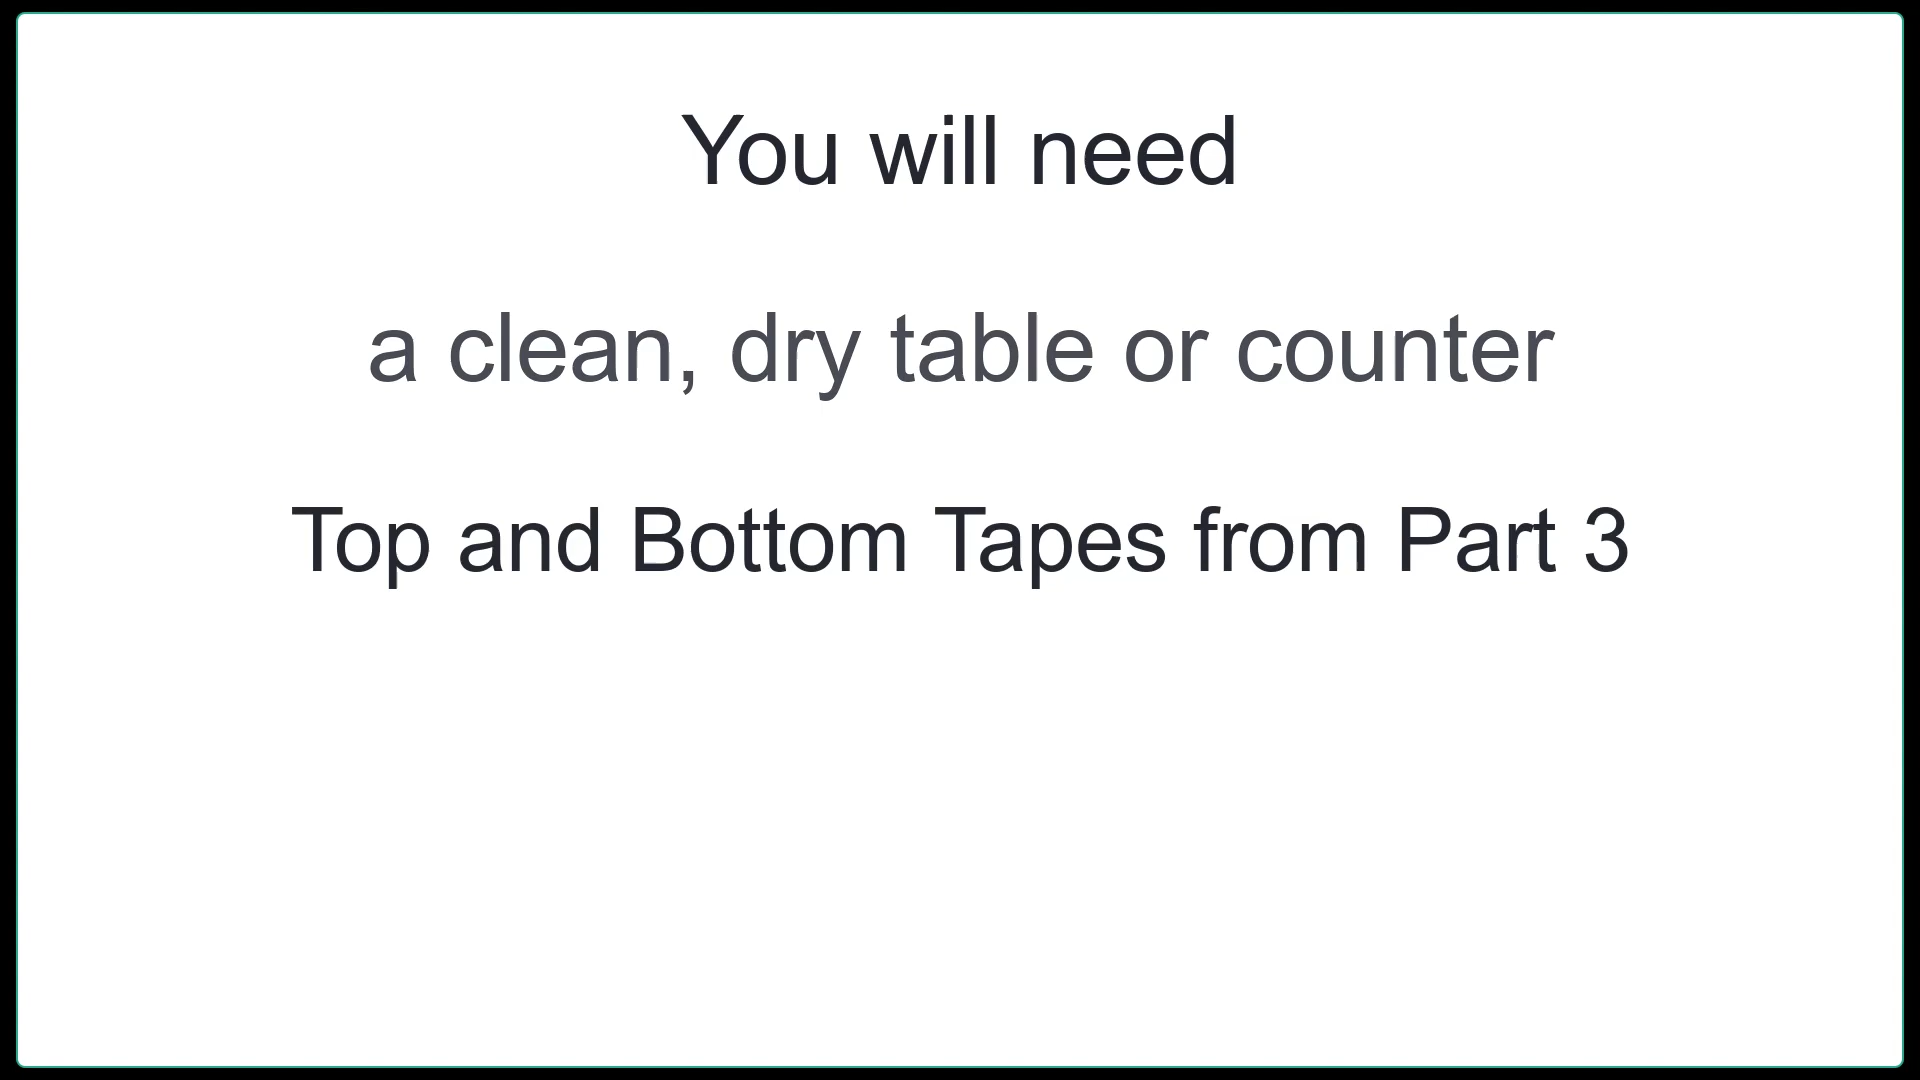 You will need
a clean, dry table or counter
Top and Bottom Tapes from Part 3